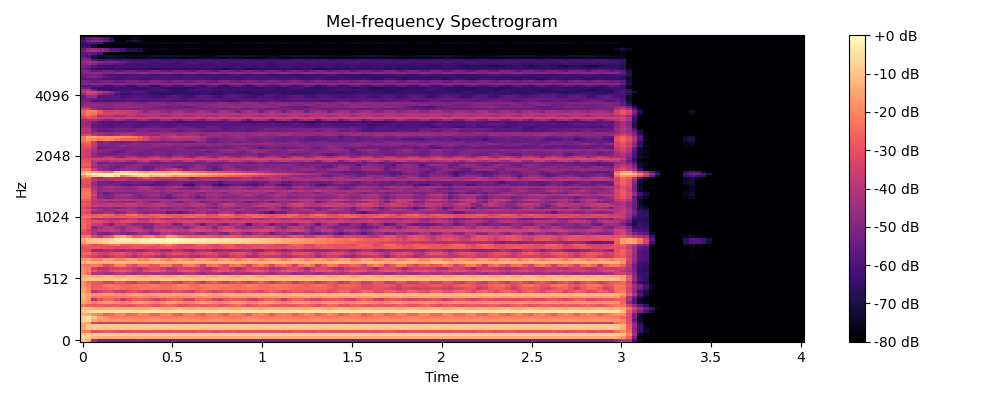 Mel-frequency Spectrogram
Hz
4096
2048
1024
512
0
0
0.5
1
1.5
2
2.5
3
3.5
4
Time
+0 dB
-10 dB
-20 dB
-30 dB
-40 dB
-50 dB
-60 dB
-70 dB
-80 dB